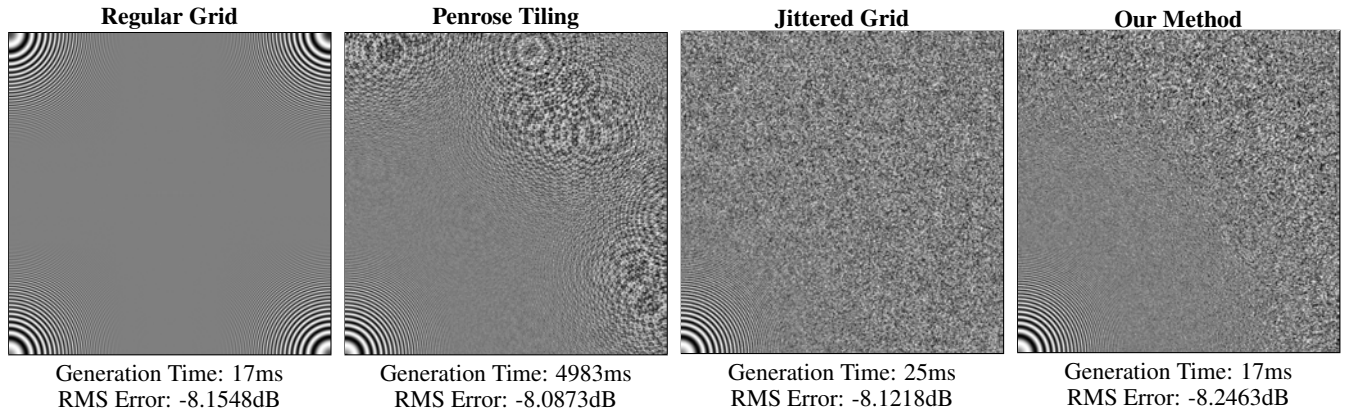 Regular Grid
Penrose Tiling
Jittered Grid
Our Method
Generation Time: 17ms
RMS Error: -8.1548dB
Generation Time: 4983ms
RMS Error: -8.0873dB
Generation Time: 25ms
RMS Error: -8.1218dB
Generation Time: 17ms
RMS Error: -8.2463dB